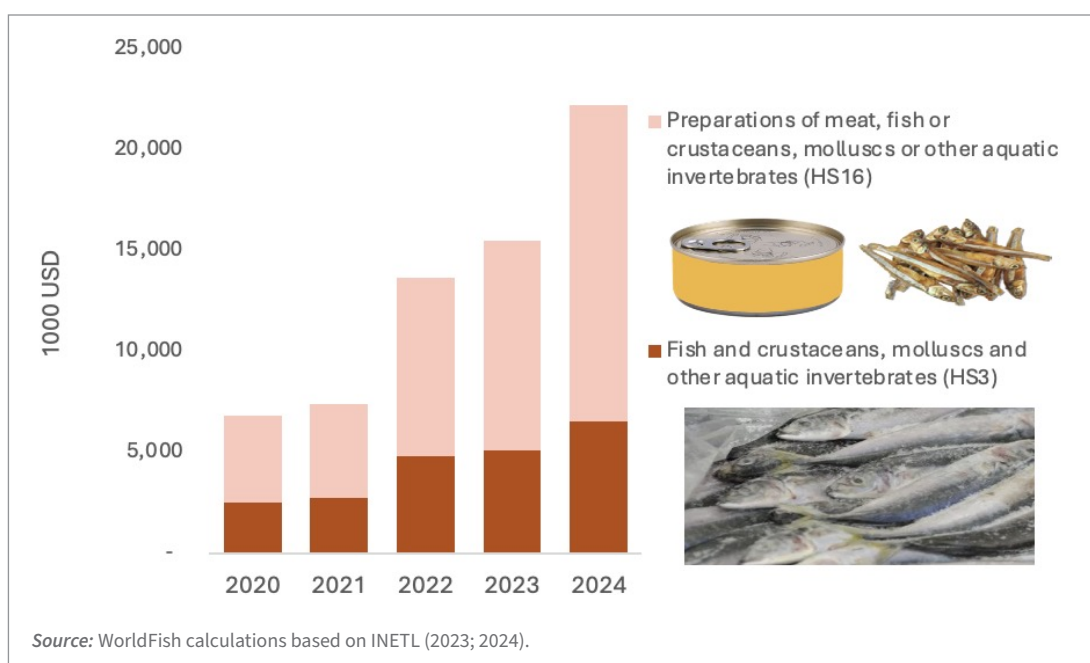 25,000
20,000
15,000
10,000
5,000
-
1000 USD
2020 2021 2022 2023 2024
Preparations of meat, fish or
crustaceans, molluscs or other aquatic
invertebrates (HS16)
Fish and crustaceans, molluscs and
other aquatic invertebrates (HS3)
Source: WorldFish calculations based on INETL (2023; 2024).